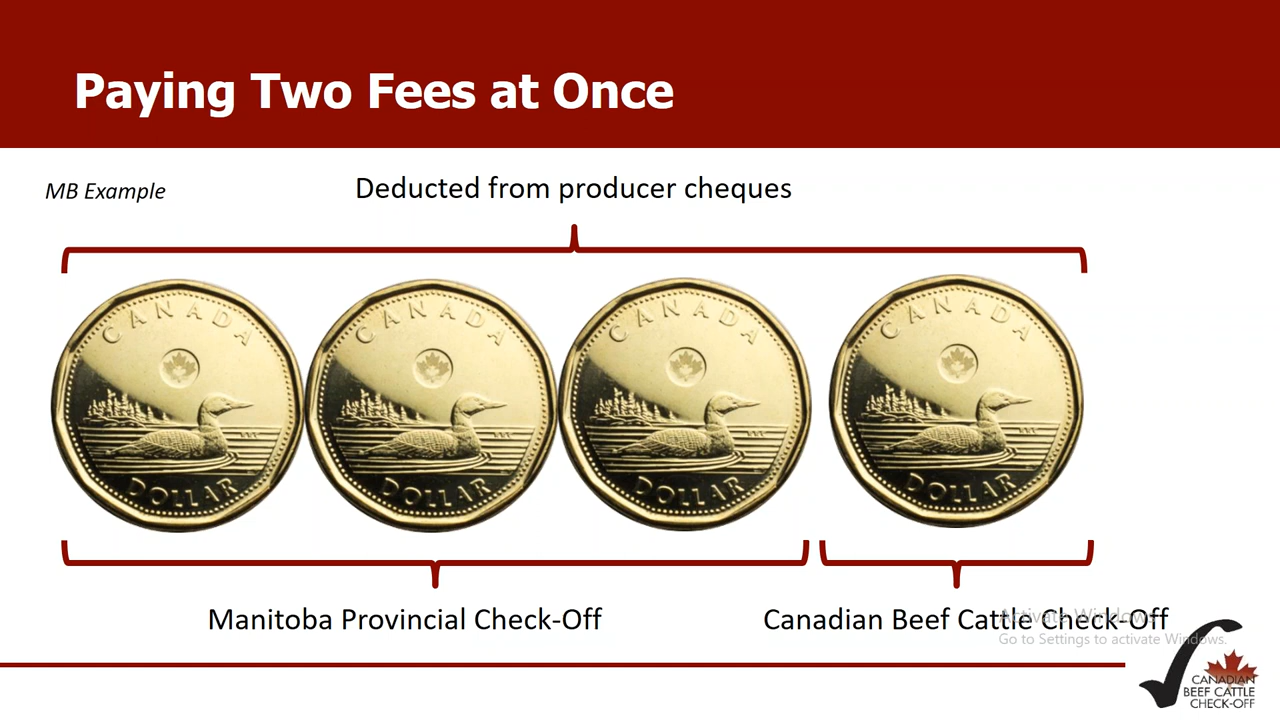 Paying Two Fees at Once
MB Example
Deducted from producer cheques
CANADA
CANADA
CANADA
CANADA
DOLLAR
DOLLAR
DOLLAR
DOLLAR
Manitoba Provincial Check-Off
Canadian Beef Cattle Check-Off
Activate Windows
Go to Settings to activate Windows.
CANADIAN
BEEF CATTLE
CHECK-OFF